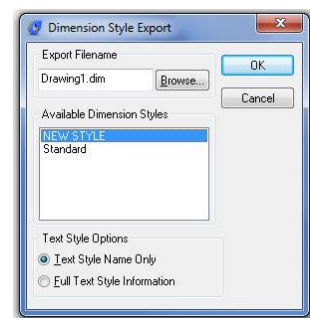 Dimension Style Export
Export Filename
Drawing1.dim
Browse...
OK
Cancel
Available Dimension Styles
NEW STYLE
Standard
Text Style Options
Text Style Name Only
Full Text Style Information